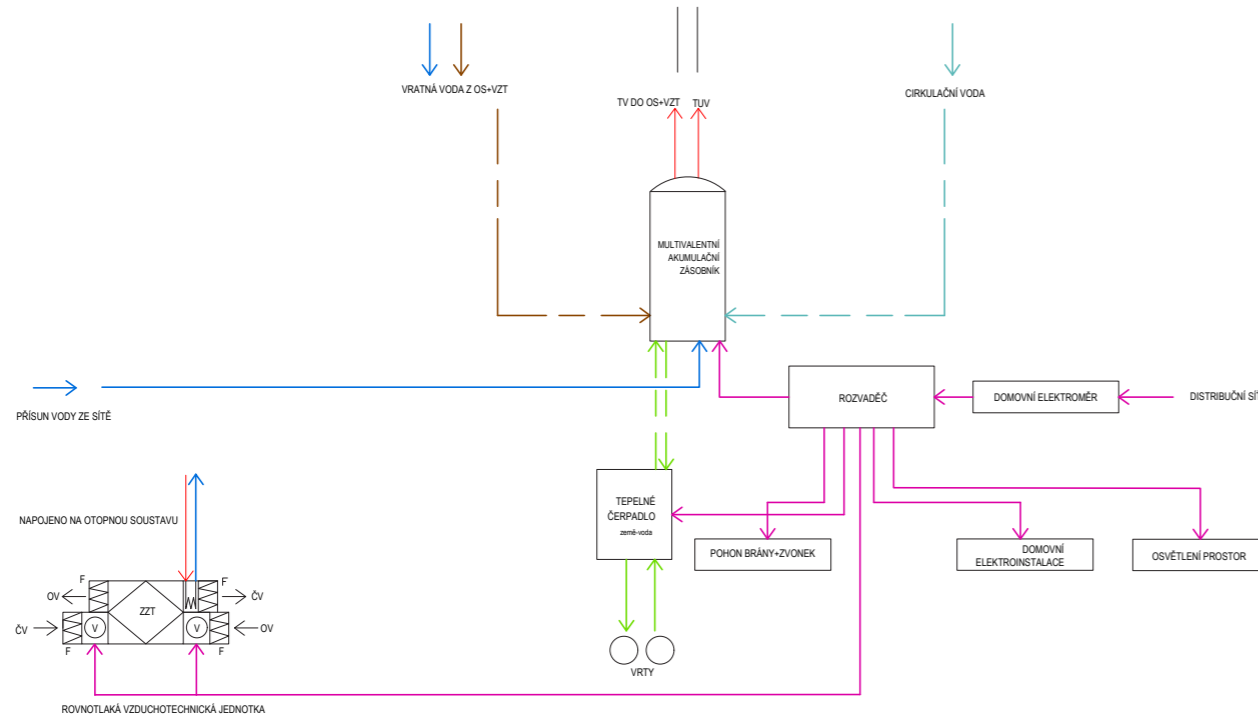 VRATNÁ VODA Z OS+VZT
TV DO OS+VZT TUV
CIRKULAČNÍ VODA
MULTIVALENTNÍ
AKUMULAČNÍ
ZÁSOBNÍK
PŘÍSUN VODY ZE SÍTĚ
ROZVADĚČ
DOMOVNÍ ELEKTROMĚR
DISTRIBUČNÍ SÍŤ
TEPELNÉ
ČERPADLO
země-voda
NAPOJENO NA OTOPNOU SOUSTAVU
POHON BRÁNY+ZVONEK
DOMOVNÍ
ELEKTROINSTALACE
OSVĚTLENÍ PROSTOR
F F
OV ZZT ČV
ČV V V OV
F F
VRTY
ROVNOTLAKÁ VZDUCHOTECHNICKÁ JEDNOTKA